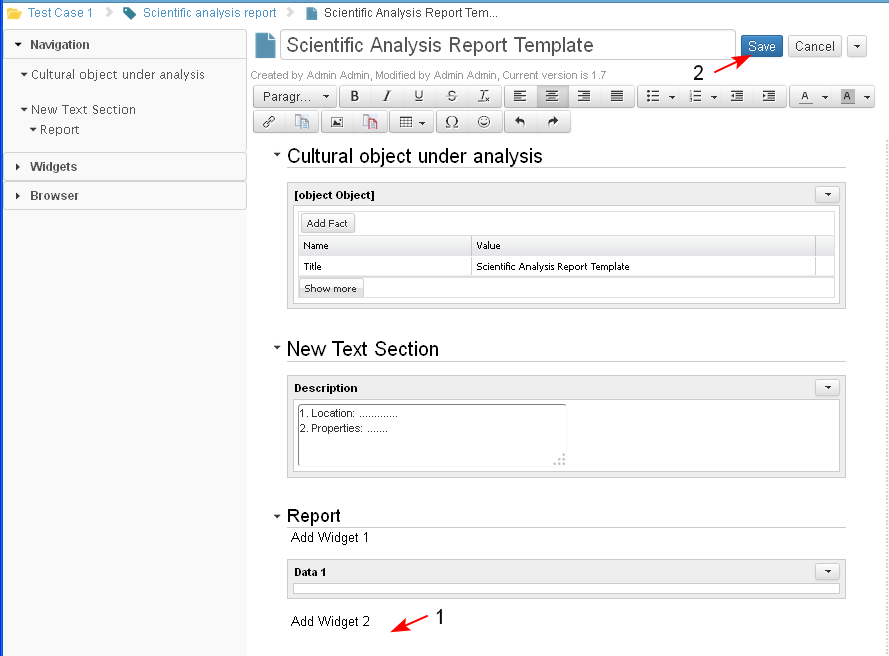 Test Case 1 Scientific analysis report Scientific Analysis Report Tem...
Navigation
Cultural object under analysis
New Text Section
Report
Widgets
Browser
Scientific Analysis Report Template
Save Cancel
2
Created by Admin Admin, Modified by Admin Admin, Current version is 1.7
Paragr... B I U S Tx A A
Ω
Cultural object under analysis
[object Object]
Add Fact
Name Value
Title Scientific Analysis Report Template
Show more
New Text Section
Description
1. Location: .............
2. Properties: .......
Report
Add Widget 1
Data 1
Add Widget 2
1